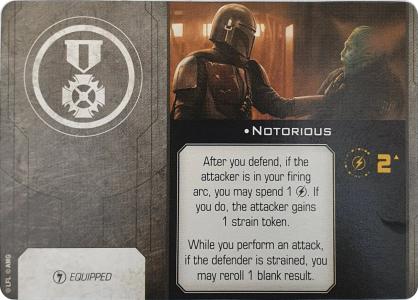 • NOTORIOUS
After you defend, if the
attacker is in your firing
arc, you may spend 1 . If
you do, the attacker gains
1 strain token.
While you perform an attack,
if the defender is strained, you
may reroll 1 blank result.
2
EQUIPPED
©LFL ©AMG